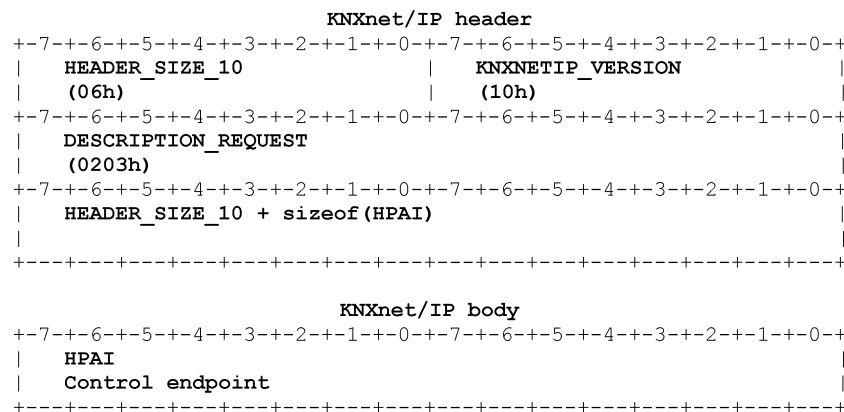 KNXnet/IP header
+-7-+-6-+-5-+-4-+-3-+-2-+-1-+-0-+-7-+-6-+-5-+-4-+-3-+-2-+-1-+-0-+
|   HEADER_SIZE_10              |   KNXNETIP_VERSION            |
|   (06h)                       |   (10h)                       |
+-7-+-6-+-5-+-4-+-3-+-2-+-1-+-0-+-7-+-6-+-5-+-4-+-3-+-2-+-1-+-0-+
|   DESCRIPTION_REQUEST                                         |
|   (0203h)                                                     |
+-7-+-6-+-5-+-4-+-3-+-2-+-1-+-0-+-7-+-6-+-5-+-4-+-3-+-2-+-1-+-0-+
|   HEADER_SIZE_10 + sizeof(HPAI)                               |
|                                                               |
+---+---+---+---+---+---+---+---+---+---+---+---+---+---+---+---+
KNXnet/IP body
+-7-+-6-+-5-+-4-+-3-+-2-+-1-+-0-+-7-+-6-+-5-+-4-+-3-+-2-+-1-+-0-+
|   HPAI                                                        |
|   Control endpoint                                            |
+---+---+---+---+---+---+---+---+---+---+---+---+---+---+---+---+